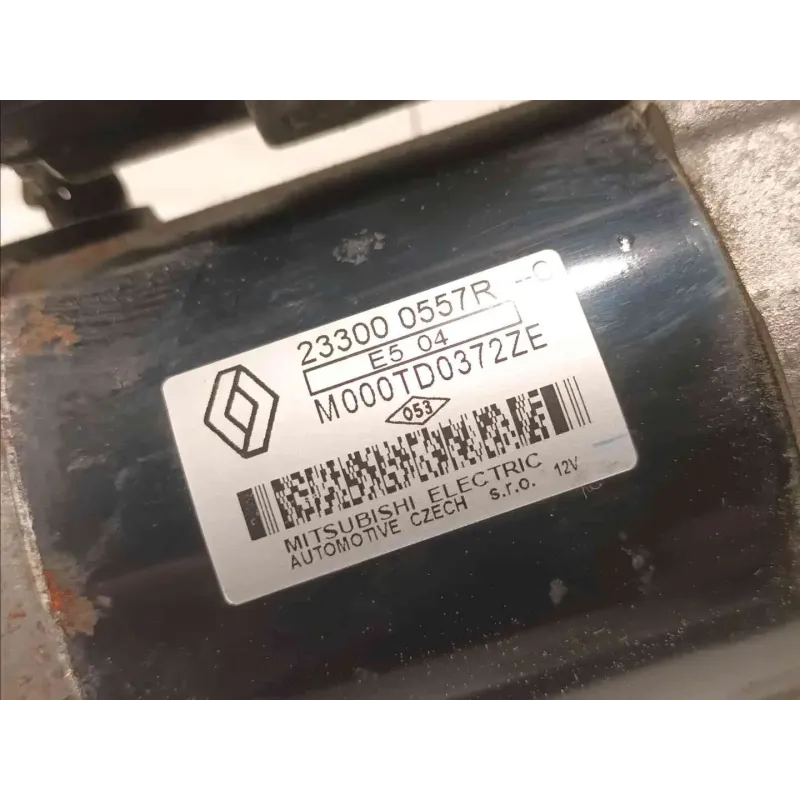 23300 0557R --C
E5 04
M000TD0372ZE
053
MITSUBISHI ELECTRIC
AUTOMOTIVE CZECH s.r.o. 12V